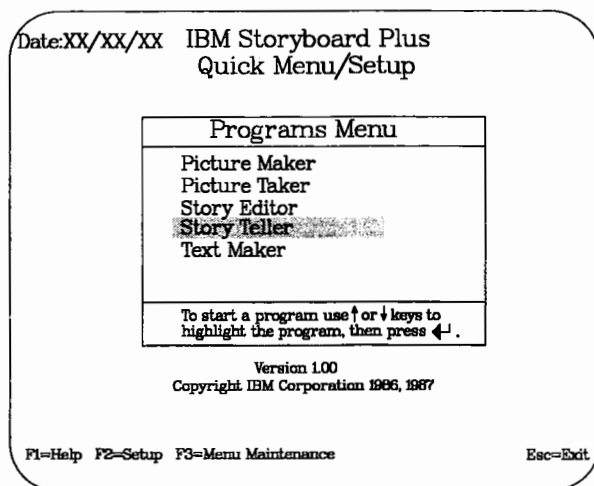 Date:XX/XX/XX IBM Storyboard Plus
Quick Menu/Setup
Programs Menu
Picture Maker
Picture Taker
Story Editor
Story Teller
Text Maker
To start a program use ↑ or ↓ keys to
highlight the program, then press ↵ .
Version 1.00
Copyright IBM Corporation 1986, 1987
F1=Help F2=Setup F3=Menu Maintenance Esc=Exit